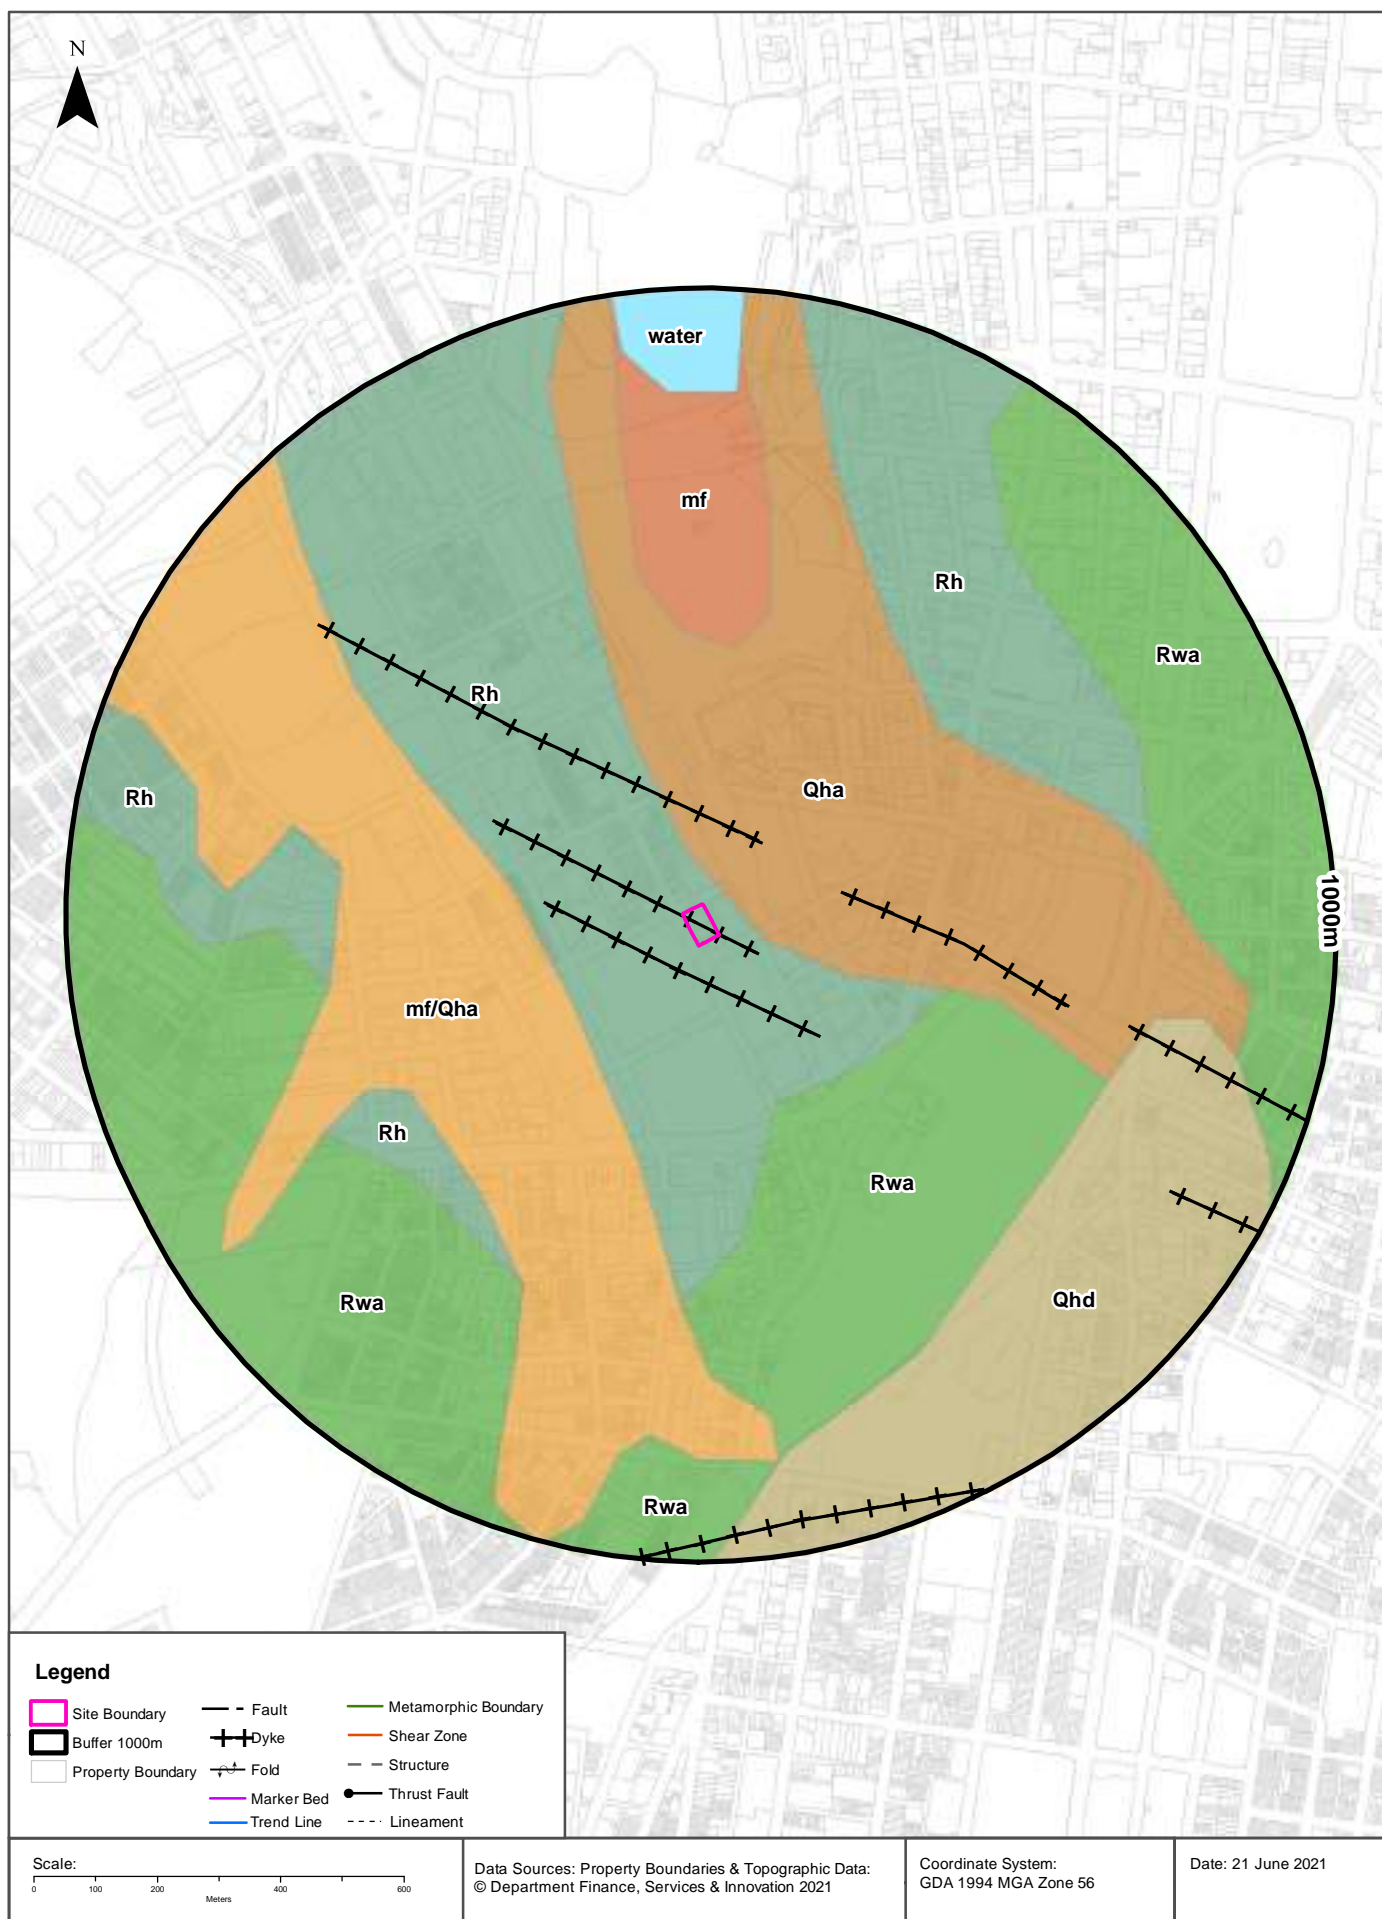 N
water
mf
Rh
Rwa
Rh
Qha
Rh
1000m
mf/Qha
Rh
Rwa
Qhd
Rwa
Rwa
Legend
Site Boundary
Buffer 1000m
Property Boundary
Fault
Dyke
Fold
Marker Bed
Trend Line
Metamorphic Boundary
Shear Zone
Structure
Thrust Fault
Lineament
Scale:
0 100 200 400 600
Meters
Data Sources: Property Boundaries & Topographic Data:
© Department Finance, Services & Innovation 2021
Coordinate System:
GDA 1994 MGA Zone 56
Date: 21 June 2021